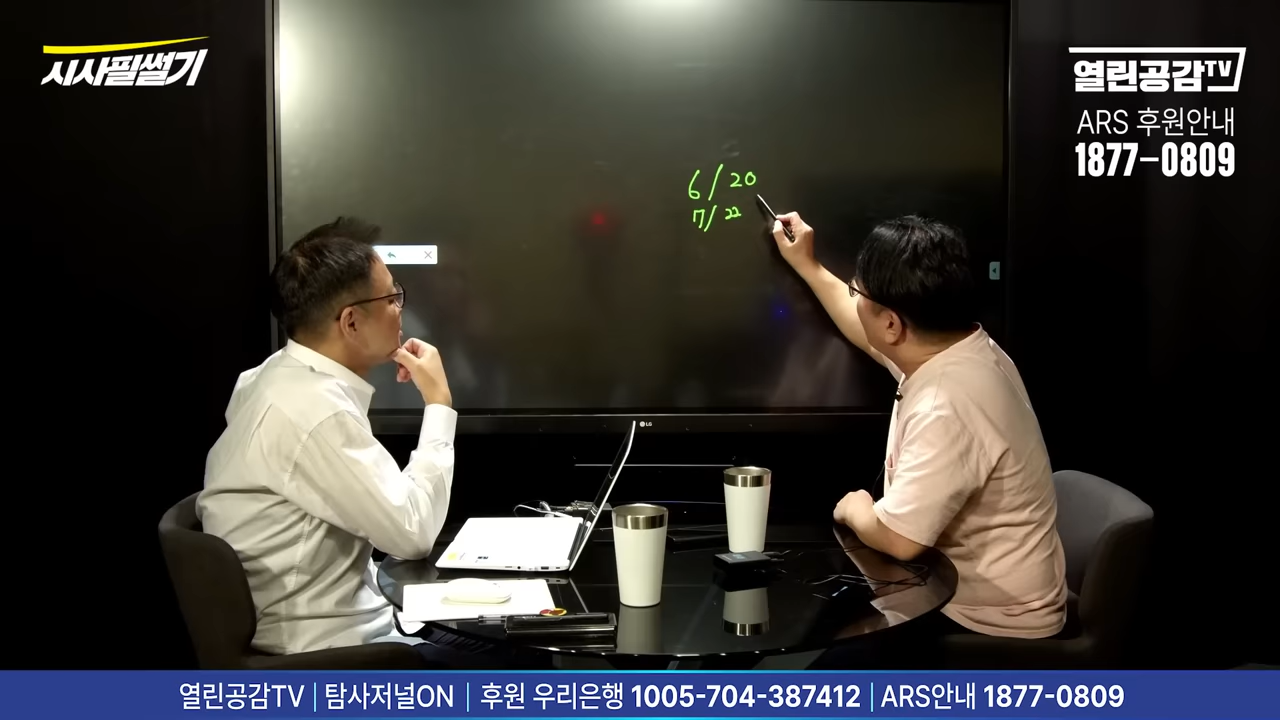 시사필썰기
열린공감TV
ARS 후원안내
1877-0809
6/20
7/22
LG
열린공감TV | 탐사저널ON | 후원 우리은행 1005-704-387412 | ARS안내 1877-0809